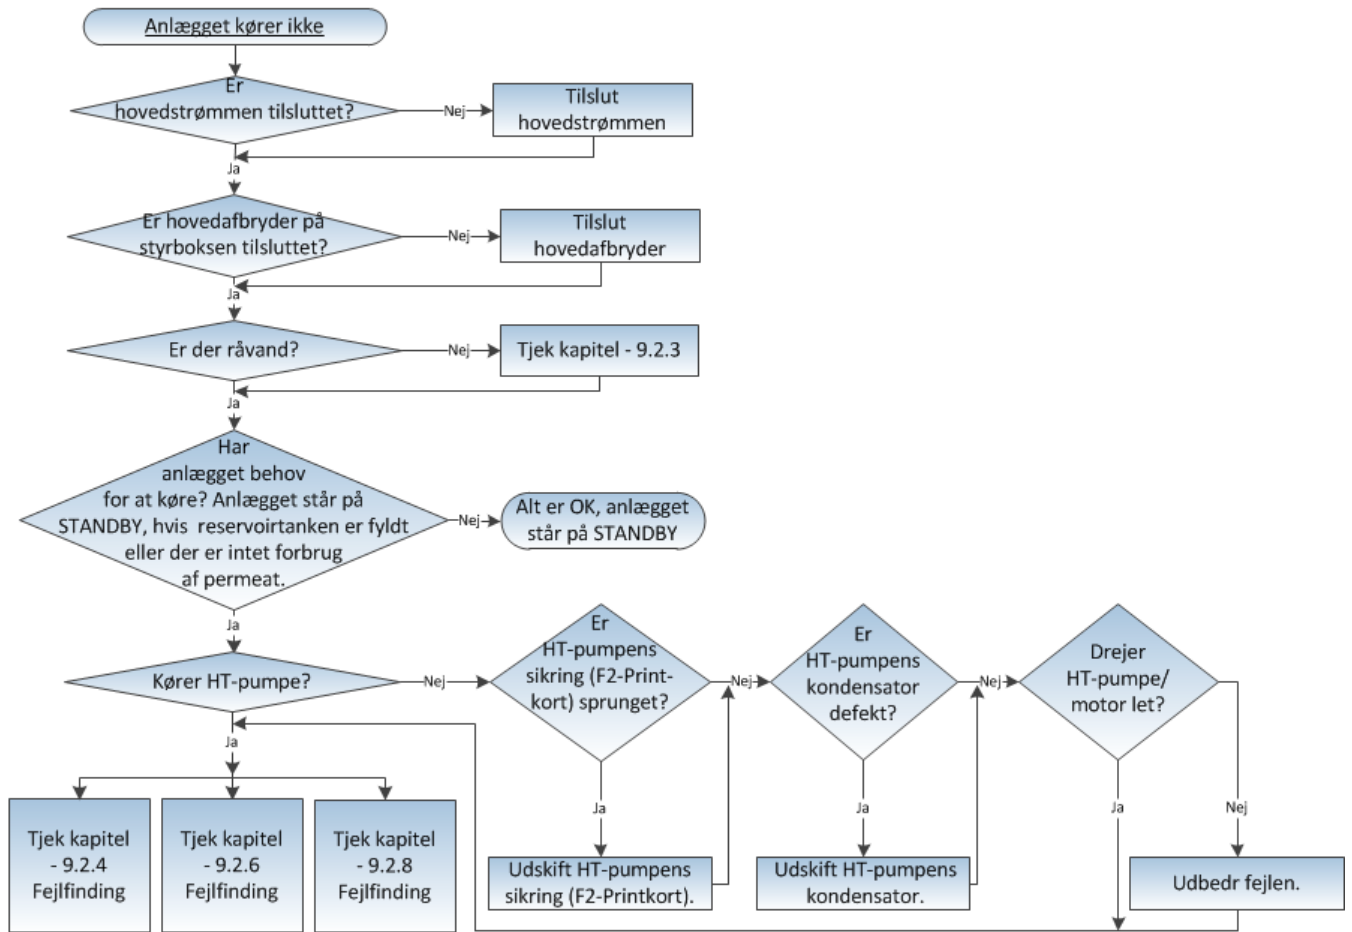 Anlægget kører ikke
Er
hovedstrømmen tilsluttet?
Nej
Tilslut
hovedstrømmen
Ja
Er hovedafbryder på
styrboksen tilsluttet?
Nej
Tilslut
hovedafbryder
Ja
Er der råvand?
Nej
Tjek kapitel - 9.2.3
Ja
Har
anlægget behov
for at køre? Anlægget står på
STANDBY, hvis reservoirtanken er fyldt
eller der er intet forbrug
af permeat.
Nej
Alt er OK, anlægget
står på STANDBY
Ja
Kører HT-pumpe?
Nej
Er
HT-pumpens
sikring (F2-Print-
kort) sprunget?
Nej
Er
HT-pumpens
kondensator
defekt?
Nej
Drejer
HT-pumpe/
motor let?
Ja
Ja
Ja
Ja
Nej
Tjek kapitel
- 9.2.4
Fejlfinding
Tjek kapitel
- 9.2.6
Fejlfinding
Tjek kapitel
- 9.2.8
Fejlfinding
Udskift HT-pumpens
sikring (F2-Printkort).
Udskift HT-pumpens
kondensator.
Udbedr fejlen.